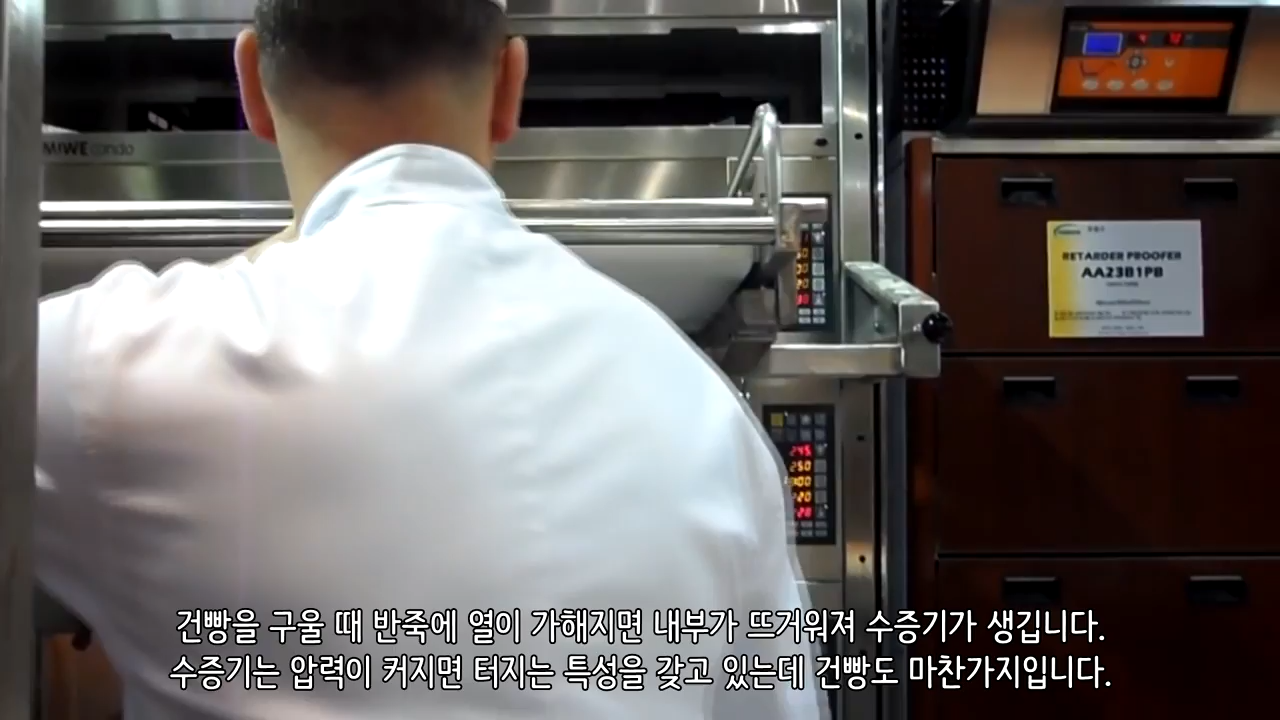 MIWE condo
RETARDER PROOFER
AA23B1PB
245
250
건빵을 구울 때 반죽에 열이 가해지면 내부가 뜨거워져 수증기가 생깁니다.
수증기는 압력이 커지면 터지는 특성을 갖고 있는데 건빵도 마찬가지입니다.